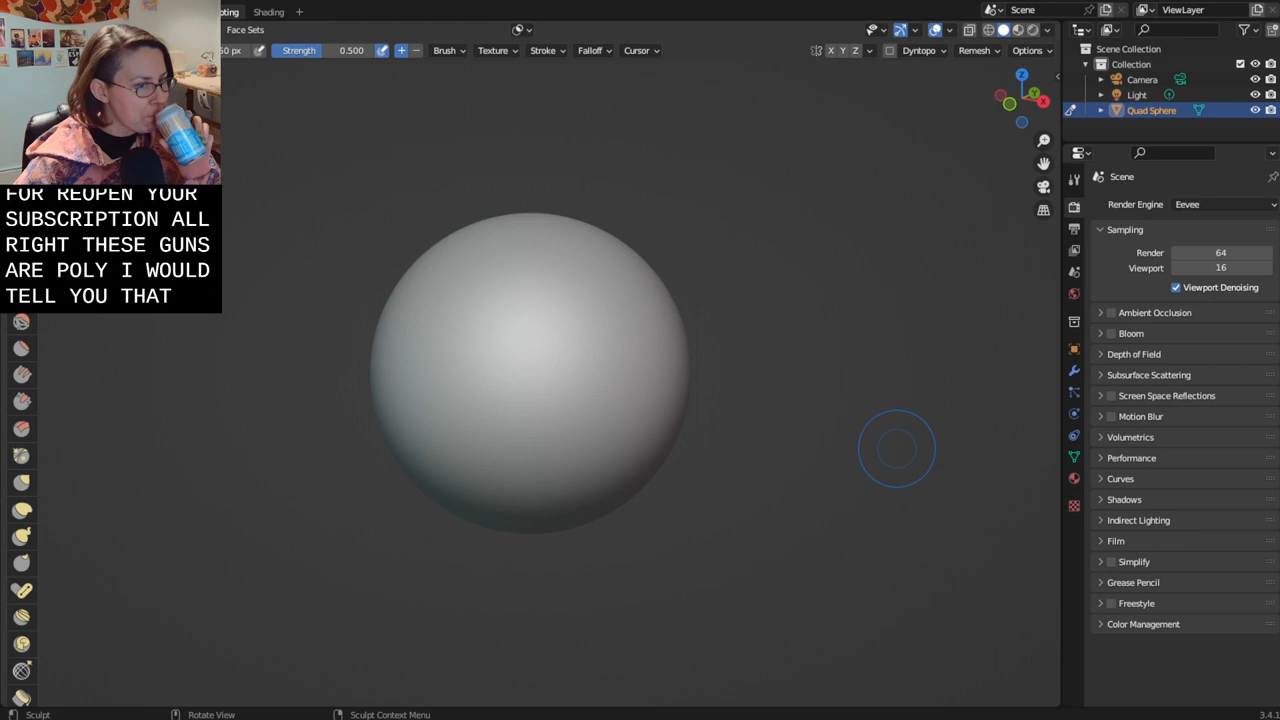 Shading +
Scene
ViewLayer
Face Sets
Strength 0.500
Brush
Texture
Stroke
Falloff
Cursor
X Y Z
Dyntopo
Remesh
Options
Scene Collection
Collection
Camera
Light
Quad Sphere
Z
Y
X
FOR REOPEN YOUR
SUBSCRIPTION ALL
RIGHT THESE GUNS
ARE POLY I WOULD
TELL YOU THAT
Scene
Render Engine Eevee
Sampling
Render 64
Viewport 16
Viewport Denoising
Ambient Occlusion
Bloom
Depth of Field
Subsurface Scattering
Screen Space Reflections
Motion Blur
Volumetrics
Performance
Curves
Shadows
Indirect Lighting
Film
Simplify
Grease Pencil
Freestyle
Color Management
Sculpt
Rotate View
Sculpt Context Menu
3.4.1